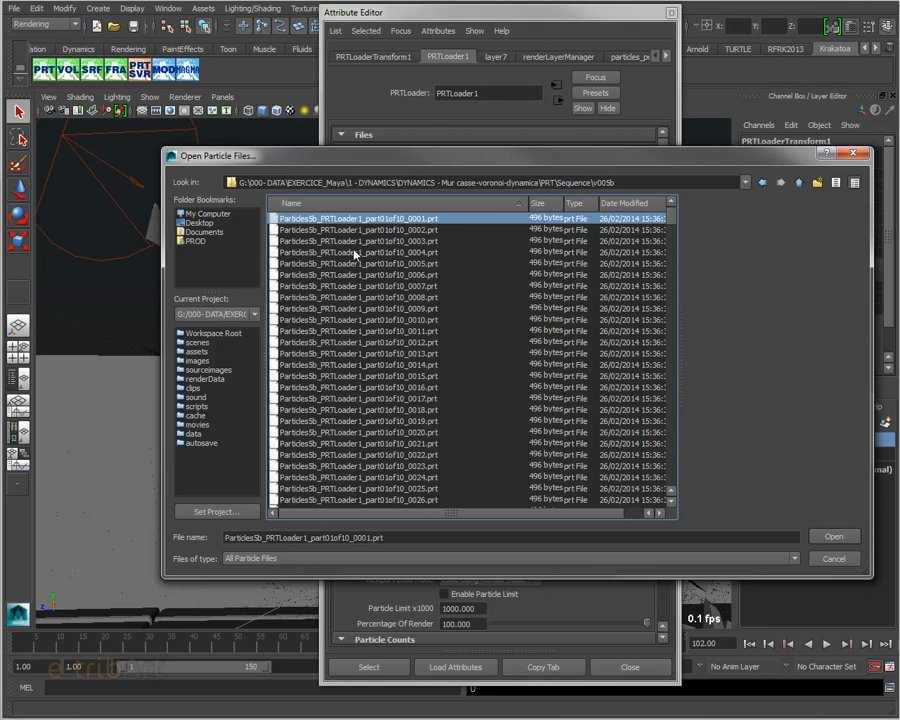 File Edit Modify Create Display Window Assets Lighting/Shading Texturin
Attribute Editor
Rendering
X: Y: Z:
List Selected Focus Attributes Show Help
ation Dynamics Rendering PaintEffects Toon Muscle Fluids
PRTLoaderTransform1 PRTLoader1 layer7 renderLayerManager particles_p
Arnold TURTLE RFRK2013 Krakatoa
PRT VOL SRF FRA PRT SVR MOD MAGMA
Focus
Presets
Show Hide
PRTLoader: PRTLoader1
View Shading Lighting Show Renderer Panels
Channel Box / Layer Editor
Channels Edit Object Show
Files
PRTLoaderTransform1
Open Particle Files...
Look in: G:\000- DATA\EXERCICE_Maya\1 - DYNAMICS\DYNAMICS - Mur casse-voronoi-dynamica\PRT\Sequence\v005b
Folder Bookmarks:
My Computer
Desktop
Documents
PROD
Current Project:
G:/000- DATA/EXERC
Workspace Root
scenes
assets
images
sourceimages
renderData
clips
sound
scripts
cache
movies
data
autosave
Set Project...
Name Size Type Date Modified
Particles5b_PRTLoader1_part01of10_0001.prt 496 bytes prt File 26/02/2014 15:36:
Particles5b_PRTLoader1_part01of10_0002.prt 496 bytes prt File 26/02/2014 15:36:
Particles5b_PRTLoader1_part01of10_0003.prt 496 bytes prt File 26/02/2014 15:36:
Particles5b_PRTLoader1_part01of10_0004.prt 496 bytes prt File 26/02/2014 15:36:
Particles5b_PRTLoader1_part01of10_0005.prt 496 bytes prt File 26/02/2014 15:36:
Particles5b_PRTLoader1_part01of10_0006.prt 496 bytes prt File 26/02/2014 15:36:
Particles5b_PRTLoader1_part01of10_0007.prt 496 bytes prt File 26/02/2014 15:36:
Particles5b_PRTLoader1_part01of10_0008.prt 496 bytes prt File 26/02/2014 15:36:
Particles5b_PRTLoader1_part01of10_0009.prt 496 bytes prt File 26/02/2014 15:36:
Particles5b_PRTLoader1_part01of10_0010.prt 496 bytes prt File 26/02/2014 15:36:
Particles5b_PRTLoader1_part01of10_0011.prt 496 bytes prt File 26/02/2014 15:36:
Particles5b_PRTLoader1_part01of10_0012.prt 496 bytes prt File 26/02/2014 15:36:
Particles5b_PRTLoader1_part01of10_0013.prt 496 bytes prt File 26/02/2014 15:36:
Particles5b_PRTLoader1_part01of10_0014.prt 496 bytes prt File 26/02/2014 15:36:
Particles5b_PRTLoader1_part01of10_0015.prt 496 bytes prt File 26/02/2014 15:36:
Particles5b_PRTLoader1_part01of10_0016.prt 496 bytes prt File 26/02/2014 15:36:
Particles5b_PRTLoader1_part01of10_0017.prt 496 bytes prt File 26/02/2014 15:36:
Particles5b_PRTLoader1_part01of10_0018.prt 496 bytes prt File 26/02/2014 15:36:
Particles5b_PRTLoader1_part01of10_0019.prt 496 bytes prt File 26/02/2014 15:36:
Particles5b_PRTLoader1_part01of10_0020.prt 496 bytes prt File 26/02/2014 15:36:
Particles5b_PRTLoader1_part01of10_0021.prt 496 bytes prt File 26/02/2014 15:36:
Particles5b_PRTLoader1_part01of10_0022.prt 496 bytes prt File 26/02/2014 15:36:
Particles5b_PRTLoader1_part01of10_0023.prt 496 bytes prt File 26/02/2014 15:36:
Particles5b_PRTLoader1_part01of10_0024.prt 496 bytes prt File 26/02/2014 15:36:
Particles5b_PRTLoader1_part01of10_0025.prt 496 bytes prt File 26/02/2014 15:36:
Particles5b_PRTLoader1_part01of10_0026.prt 496 bytes prt File 26/02/2014 15:36:
File name: Particles5b_PRTLoader1_part01of10_0001.prt Open
Files of type: All Particle Files Cancel
Enable Particle Limit
Particle Limit x1000 1000.000
Percentage Of Render 100.000
0.1 fps
Particle Counts
5 10 15 20 25 30 35 40 45 50 55
102.00
1.00 1.00 1 150
Select Load Attributes Copy Tab Close
No Anim Layer No Character Set
MEL
e-tribArt